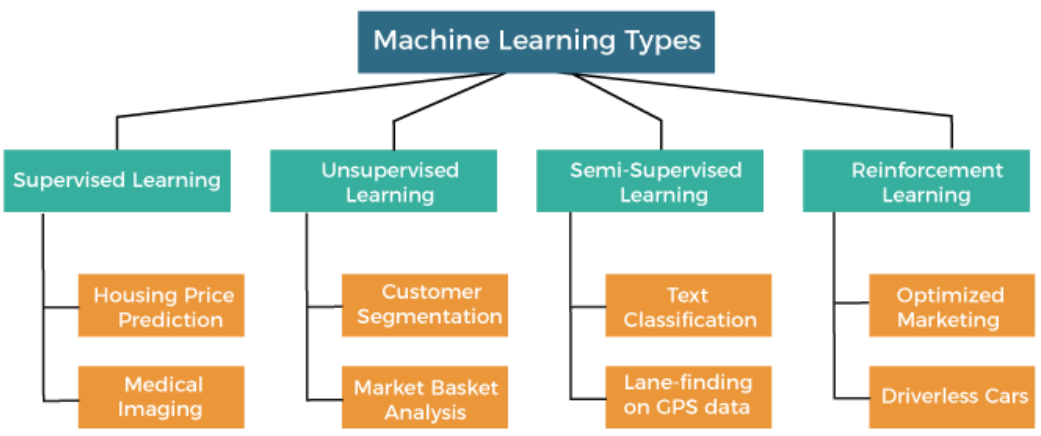 Machine Learning Types
Supervised Learning
Unsupervised
Learning
Semi-Supervised
Learning
Reinforcement
Learning
Housing Price
Prediction
Customer
Segmentation
Text
Classification
Optimized
Marketing
Medical
Imaging
Market Basket
Analysis
Lane-finding
on GPS data
Driverless Cars